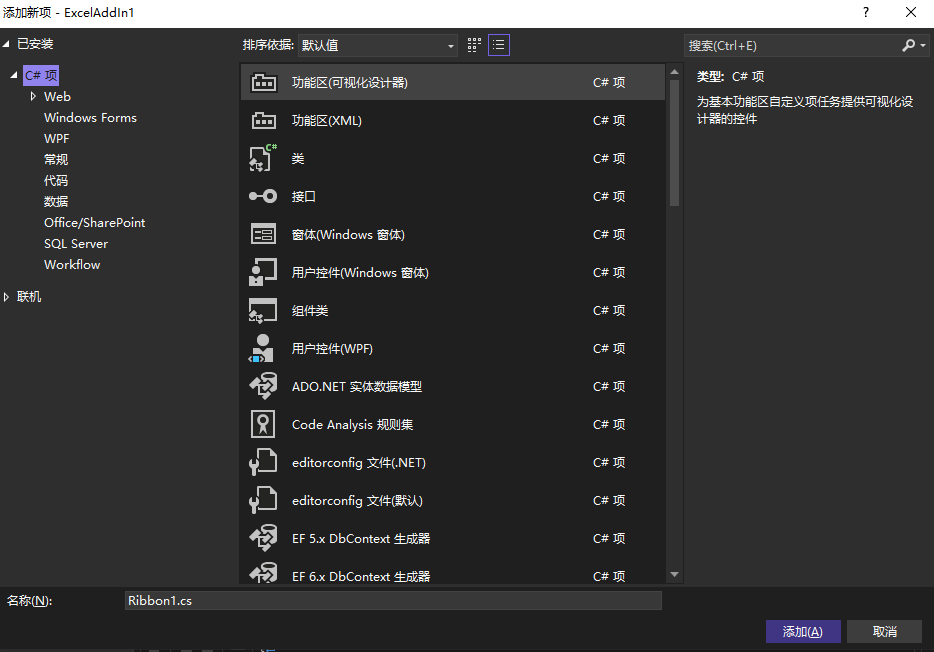 添加新项 - ExcelAddIn1
?
已安装
C# 项
Web
Windows Forms
WPF
常规
代码
数据
Office/SharePoint
SQL Server
Workflow
联机
排序依据: 默认值
搜索(Ctrl+E)
功能区(可视化设计器) C# 项
功能区(XML) C# 项
类 C# 项
接口 C# 项
窗体(Windows 窗体) C# 项
用户控件(Windows 窗体) C# 项
组件类 C# 项
用户控件(WPF) C# 项
ADO.NET 实体数据模型 C# 项
Code Analysis 规则集 C# 项
editorconfig 文件(.NET) C# 项
editorconfig 文件(默认) C# 项
EF 5.x DbContext 生成器 C# 项
EF 6.x DbContext 生成器 C# 项
类型: C# 项
为基本功能区自定义项任务提供可视化设
计器的控件
名称(N): Ribbon1.cs
添加(A) 取消